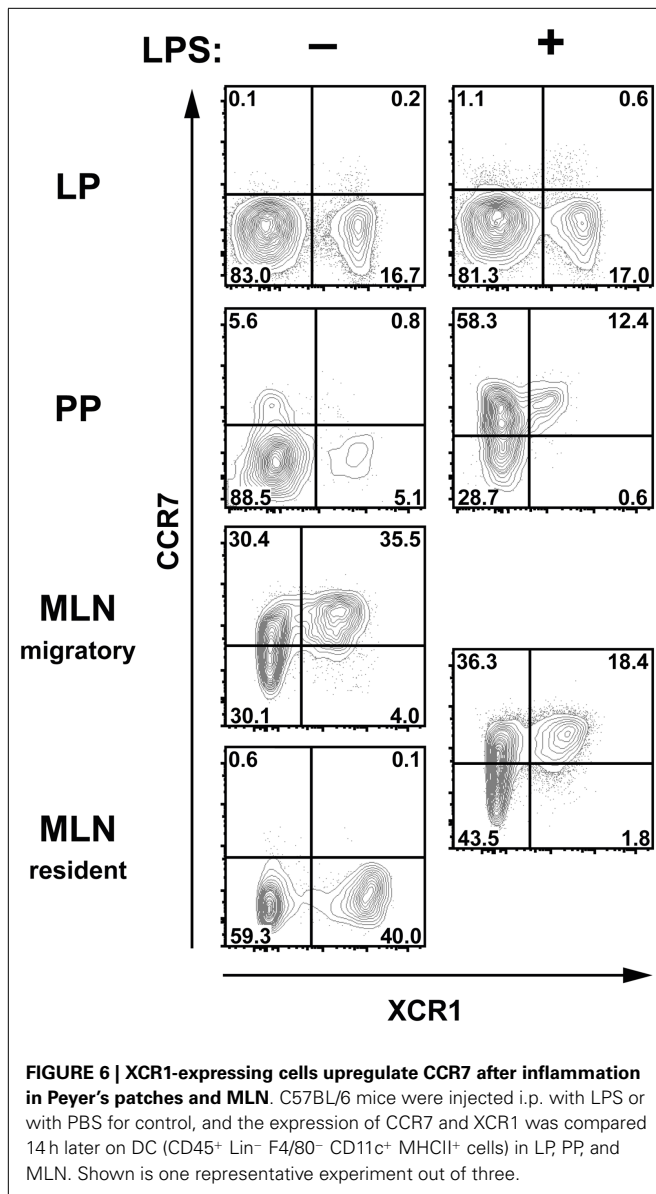 LPS: – +
LP
0.1 0.2
83.0 16.7
1.1 0.6
81.3 17.0
PP
5.6 0.8
88.5 5.1
58.3 12.4
28.7 0.6
CCR7
MLN
migratory
30.4 35.5
30.1 4.0
36.3 18.4
43.5 1.8
MLN
resident
0.6 0.1
59.3 40.0
XCR1
FIGURE 6 | XCR1-expressing cells upregulate CCR7 after inflammation
in Peyer's patches and MLN. C57BL/6 mice were injected i.p. with LPS or
with PBS for control, and the expression of CCR7 and XCR1 was compared
14 h later on DC (CD45⁺ Lin⁻ F4/80⁻ CD11c⁺ MHCII⁺ cells) in LP, PP, and
MLN. Shown is one representative experiment out of three.